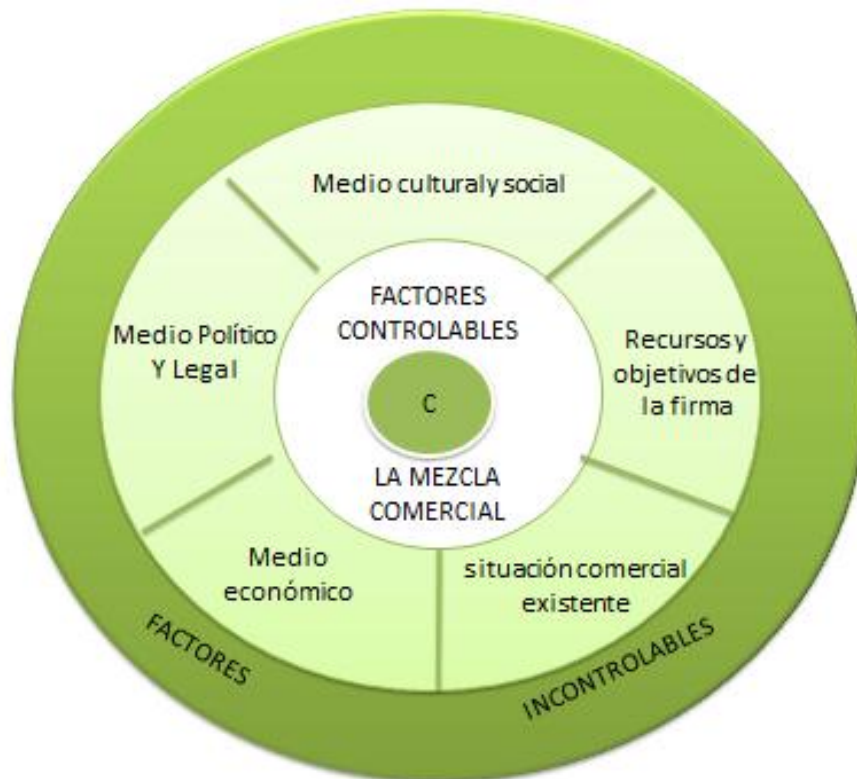 Medio cultural y social
FACTORES
CONTROLABLES
Medio Político
Y Legal
Recursos y
objetivos de
la firma
C
LA MEZCLA
COMERCIAL
Medio
económico
situación comercial
existente
FACTORES
INCONTROLABLES